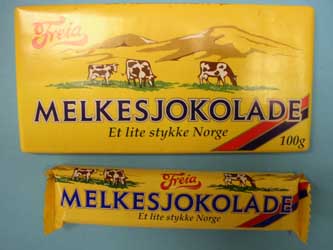 Freia
MELKESJOKOLADE
Et lite stykke Norge
100g
Freia
MELKESJOKOLADE
Et lite stykke Norge